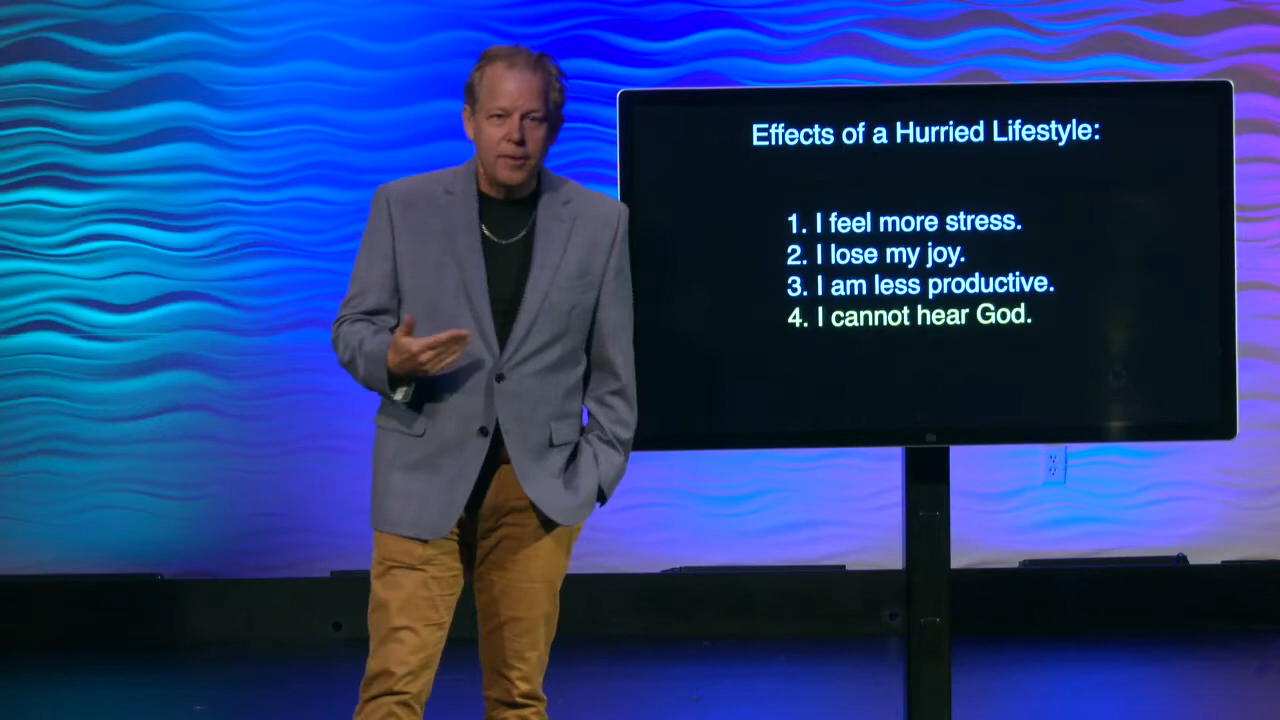 Effects of a Hurried Lifestyle:
1. I feel more stress.
2. I lose my joy.
3. I am less productive.
4. I cannot hear God.